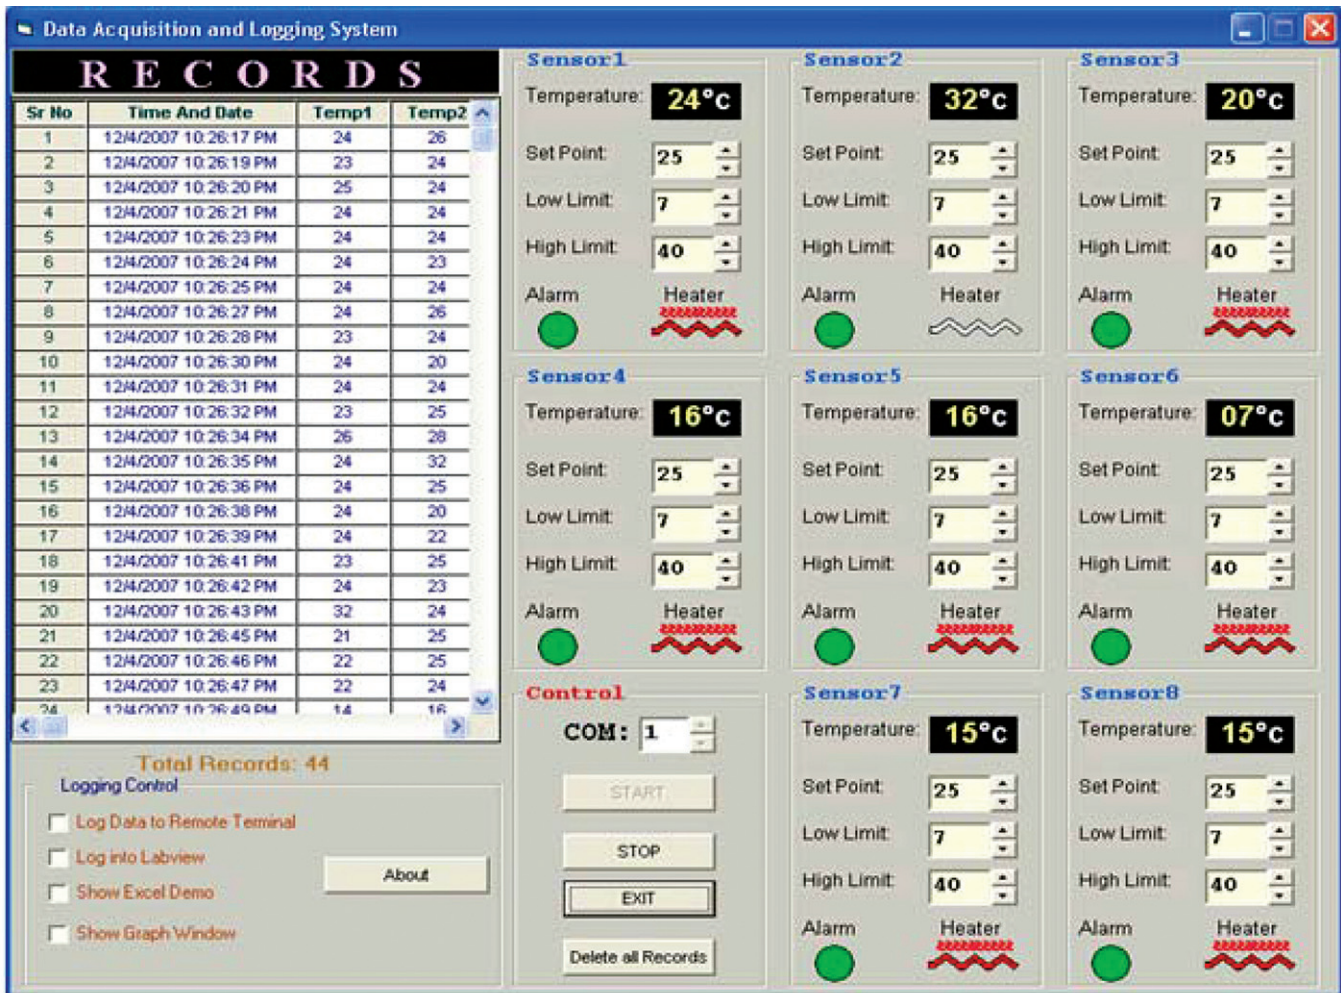 Data Acquisition and Logging System
R E C O R D S
Sr No Time And Date Temp1 Temp2
1 12/4/2007 10:26:17 PM 24 26
2 12/4/2007 10:26:19 PM 23 24
3 12/4/2007 10:26:20 PM 25 24
4 12/4/2007 10:26:21 PM 24 24
5 12/4/2007 10:26:23 PM 24 24
6 12/4/2007 10:26:24 PM 24 23
7 12/4/2007 10:26:25 PM 24 24
8 12/4/2007 10:26:27 PM 24 26
9 12/4/2007 10:26:28 PM 23 24
10 12/4/2007 10:26:30 PM 24 20
11 12/4/2007 10:26:31 PM 24 24
12 12/4/2007 10:26:32 PM 23 25
13 12/4/2007 10:26:34 PM 26 28
14 12/4/2007 10:26:35 PM 24 32
15 12/4/2007 10:26:36 PM 24 25
16 12/4/2007 10:26:38 PM 24 20
17 12/4/2007 10:26:39 PM 24 22
18 12/4/2007 10:26:41 PM 23 25
19 12/4/2007 10:26:42 PM 24 23
20 12/4/2007 10:26:43 PM 32 24
21 12/4/2007 10:26:45 PM 21 25
22 12/4/2007 10:26:46 PM 22 25
23 12/4/2007 10:26:47 PM 22 24
24 12/4/2007 10:26:49 PM 14 16
Total Records: 44
Logging Control
Log Data to Remote Terminal
Log into Labview
Show Excel Demo
Show Graph Window
About
Sensor1
Temperature: 24°c
Set Point: 25
Low Limit: 7
High Limit: 40
Alarm Heater
Sensor2
Temperature: 32°c
Set Point: 25
Low Limit: 7
High Limit: 40
Alarm Heater
Sensor3
Temperature: 20°c
Set Point: 25
Low Limit: 7
High Limit: 40
Alarm Heater
Sensor4
Temperature: 16°c
Set Point: 25
Low Limit: 7
High Limit: 40
Alarm Heater
Sensor5
Temperature: 16°c
Set Point: 25
Low Limit: 7
High Limit: 40
Alarm Heater
Sensor6
Temperature: 07°c
Set Point: 25
Low Limit: 7
High Limit: 40
Alarm Heater
Control
COM: 1
START
STOP
EXIT
Delete all Records
Sensor7
Temperature: 15°c
Set Point: 25
Low Limit: 7
High Limit: 40
Alarm Heater
Sensor8
Temperature: 15°c
Set Point: 25
Low Limit: 7
High Limit: 40
Alarm Heater